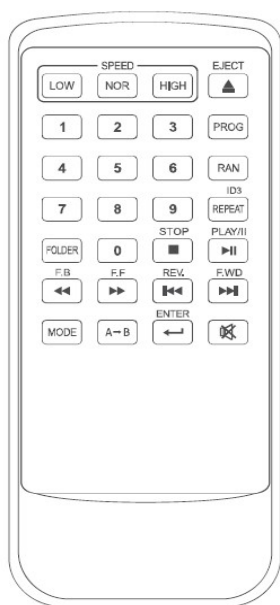 SPEED EJECT
LOW NOR HIGH
1 2 3 PROG
4 5 6 RAN
ID3
7 8 9 REPEAT
STOP PLAY/II
FOLDER 0
F.B F.F REV. F.WD
ENTER
MODE A→B